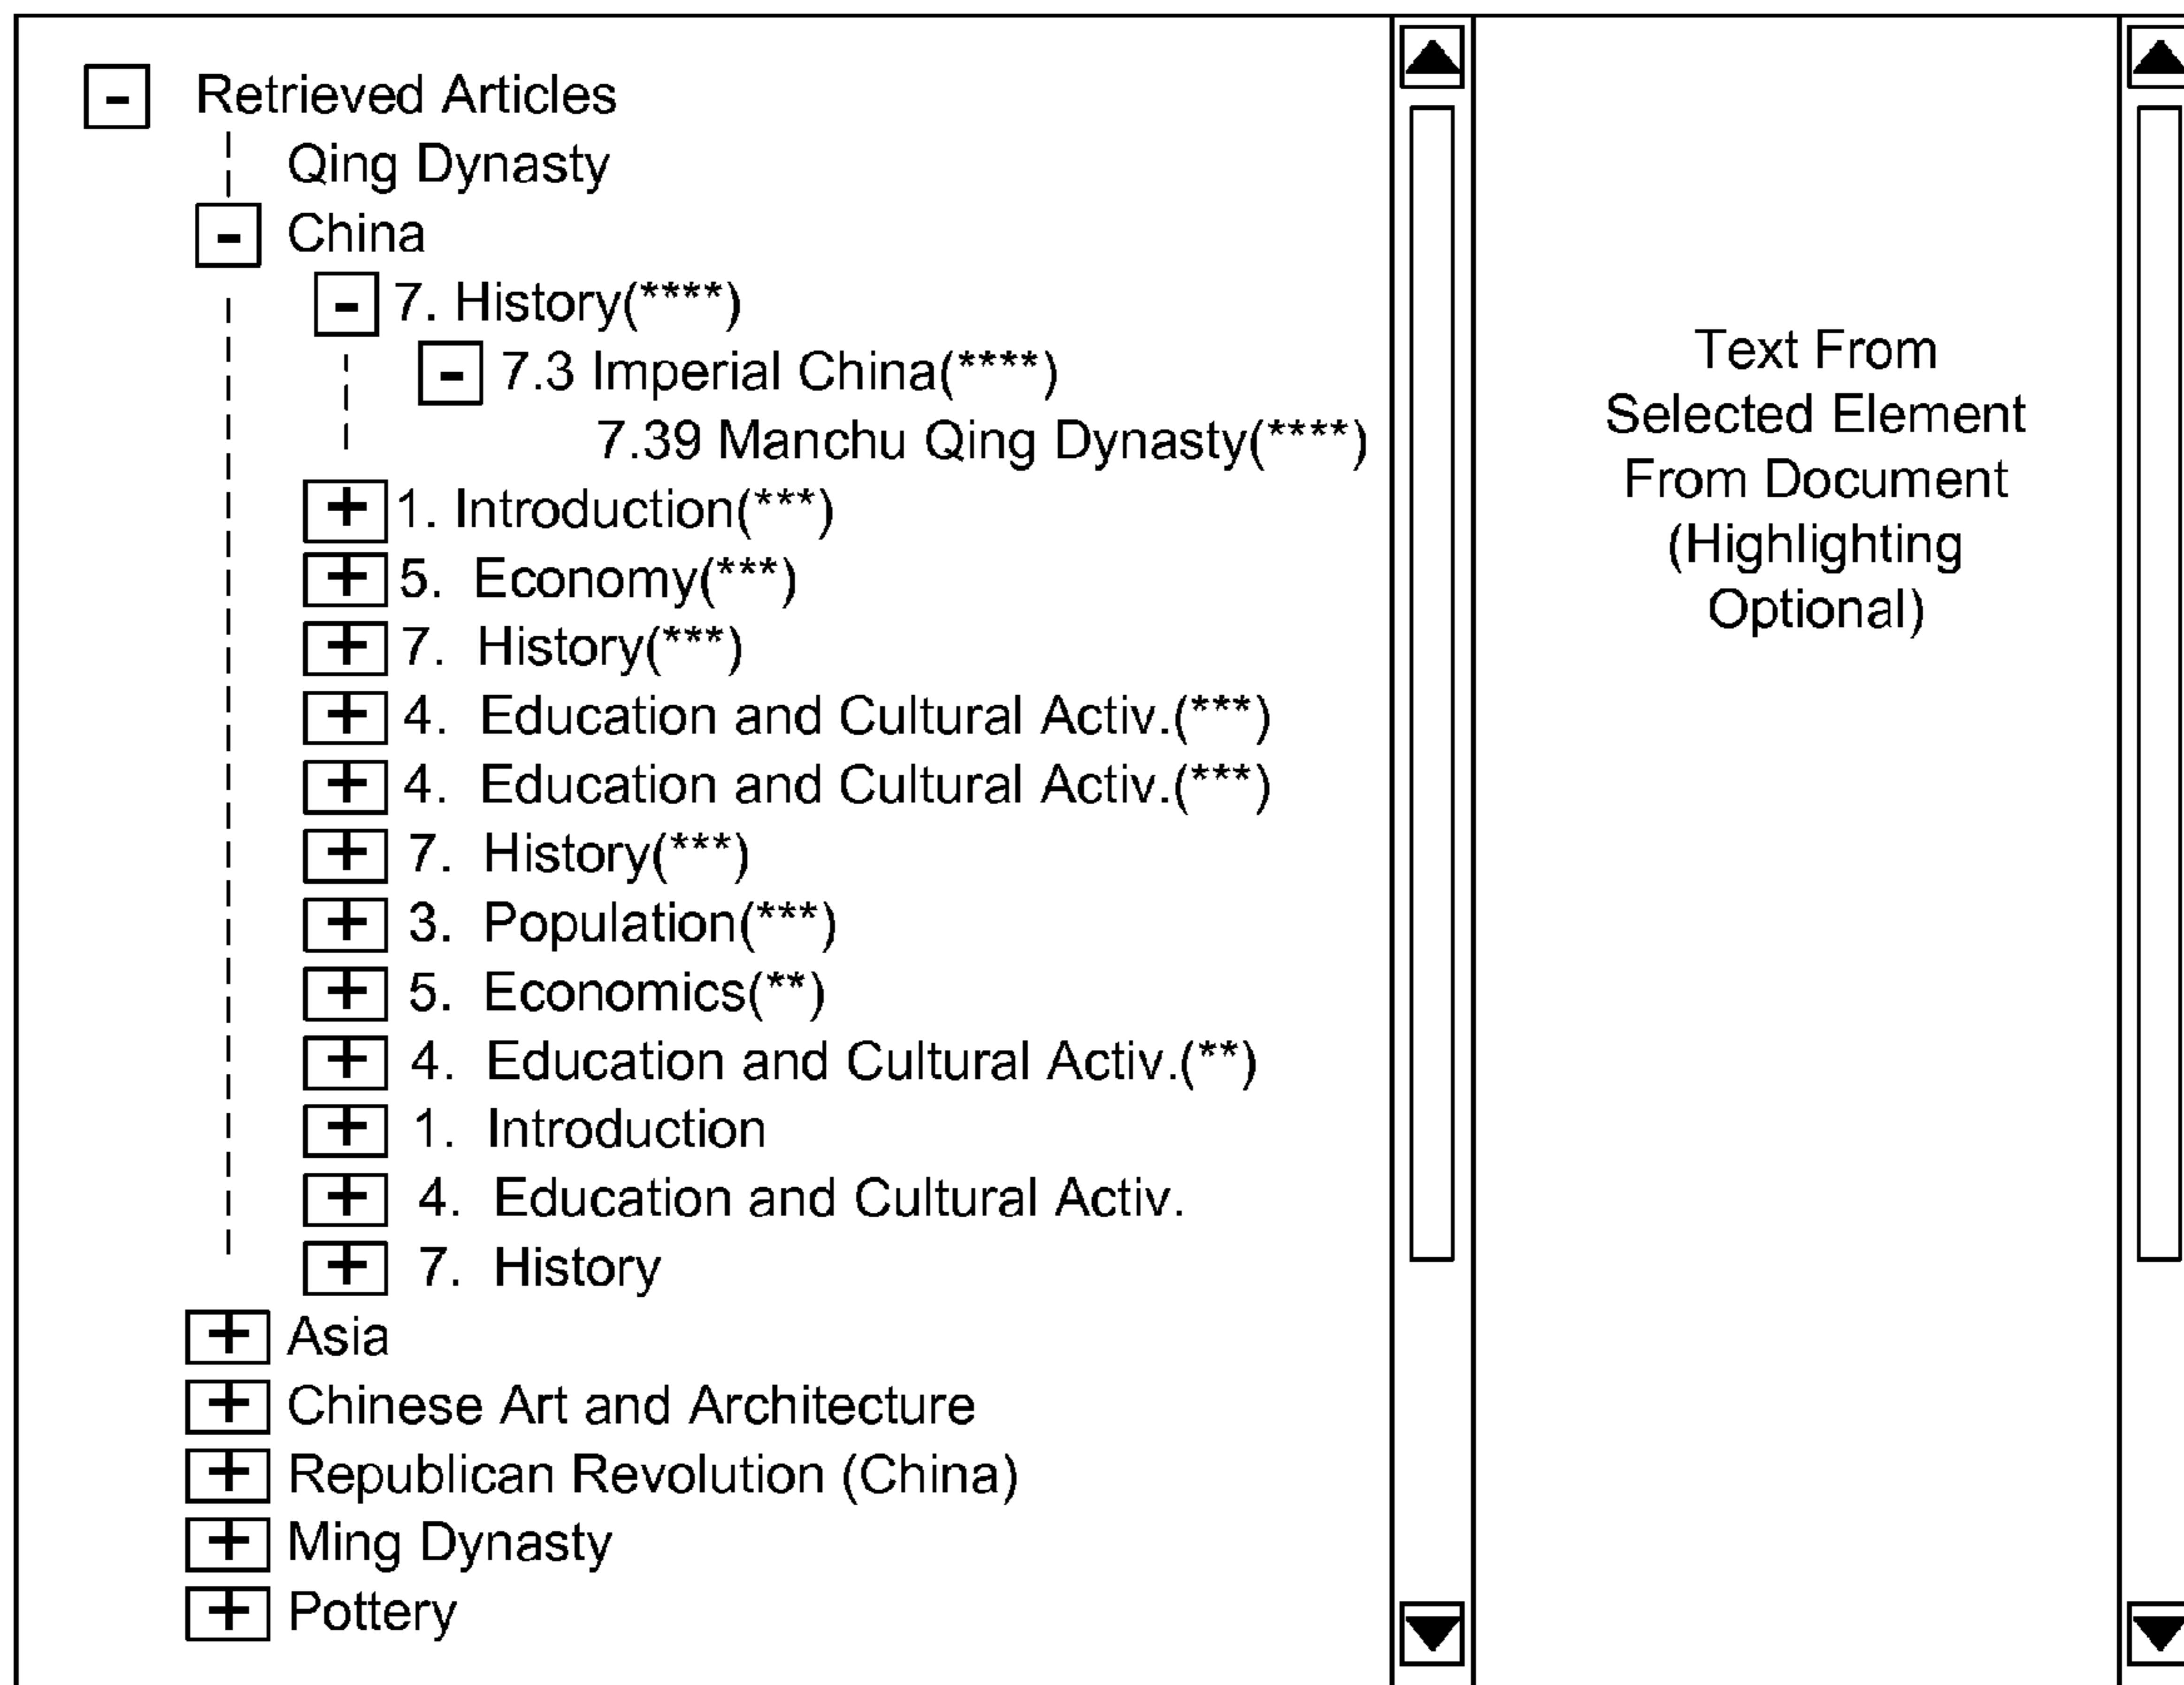 - Retrieved Articles
Qing Dynasty
- China
- 7. History(****)
- 7.3 Imperial China(****)
7.39 Manchu Qing Dynasty(****)
+ 1. Introduction(***)
+ 5. Economy(***)
+ 7. History(***)
+ 4. Education and Cultural Activ.(***)
+ 4. Education and Cultural Activ.(***)
+ 7. History(***)
+ 3. Population(***)
+ 5. Economics(**)
+ 4. Education and Cultural Activ.(**)
+ 1. Introduction
+ 4. Education and Cultural Activ.
+ 7. History
+ Asia
+ Chinese Art and Architecture
+ Republican Revolution (China)
+ Ming Dynasty
+ Pottery
Text From
Selected Element
From Document
(Highlighting
Optional)